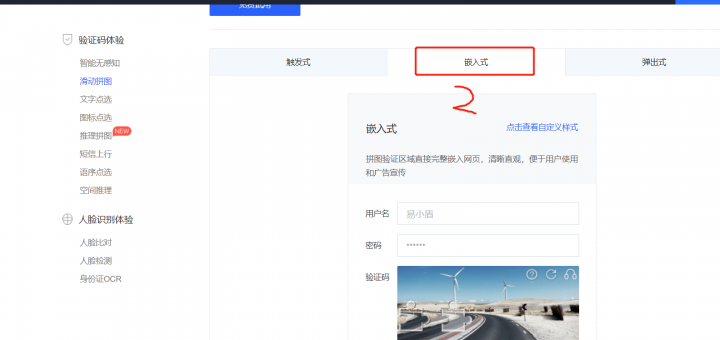 免费试用
验证码体验
智能无感知
滑动拼图
文字点选
图标点选
推理拼图 NEW
短信上行
语序点选
空间推理
人脸识别体验
人脸比对
人脸检测
身份证OCR
触发式 嵌入式 弹出式
2
嵌入式 点击查看自定义样式
拼图验证区域直接完整嵌入网页，清晰直观，便于用户使用
和广告宣传
用户名 易小盾
密码 ••••••
验证码